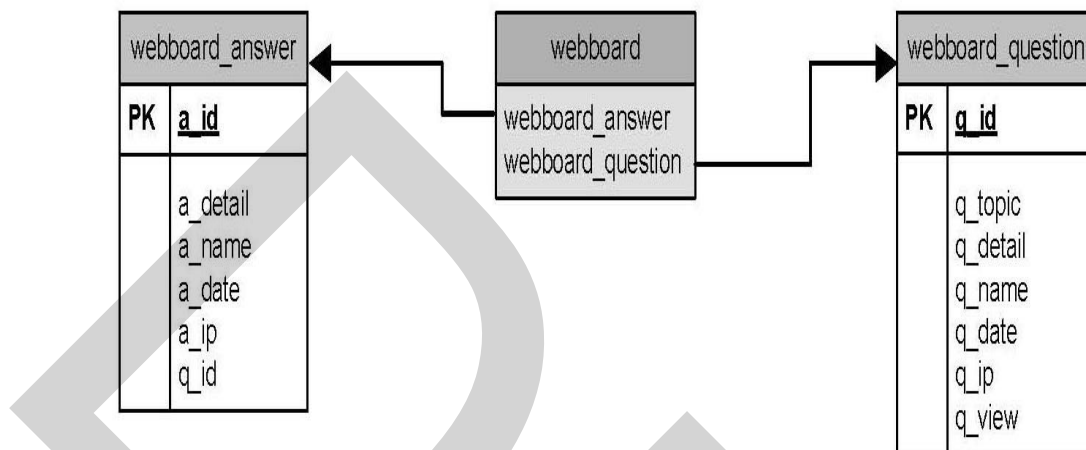 webboard_answer
PK a_id
a_detail
a_name
a_date
a_ip
q_id
webboard
webboard_answer
webboard_question
webboard_question
PK q_id
q_topic
q_detail
q_name
q_date
q_ip
q_view